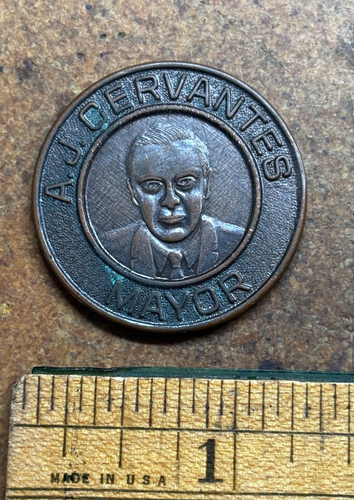 A.J. CERVANTES
MAYOR
1
MADE IN U S A